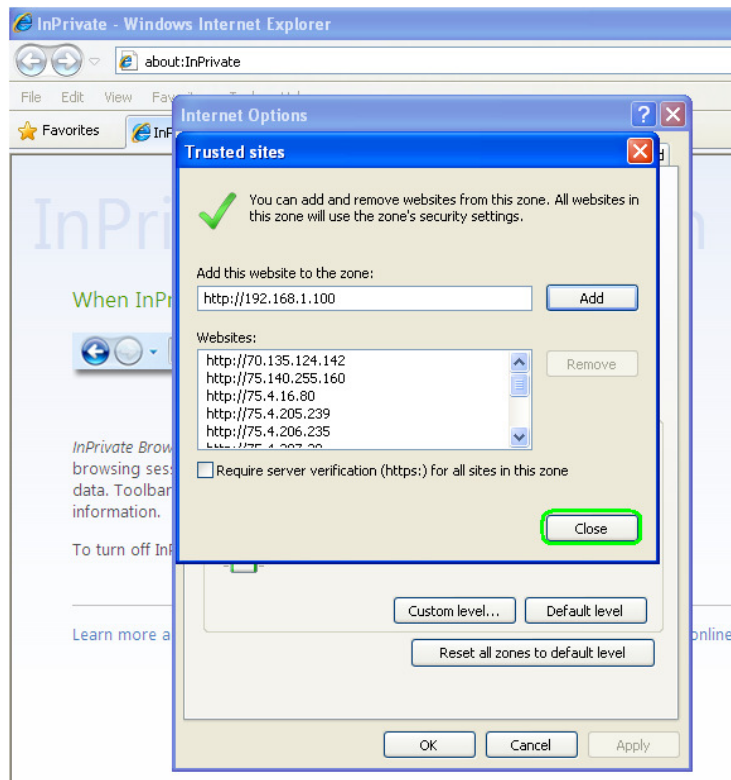 InPrivate - Windows Internet Explorer
about:InPrivate
File Edit View
Favorites
Internet Options
Trusted sites
You can add and remove websites from this zone. All websites in
this zone will use the zone's security settings.
Add this website to the zone:
http://192.168.1.100
Add
Websites:
http://70.135.124.142
http://75.140.255.160
http://75.4.16.80
http://75.4.205.239
http://75.4.206.235
Remove
Require server verification (https:) for all sites in this zone
Close
When InPr
InPrivate Brow
browsing ses
data. Toolbar
information.
To turn off InP
Custom level... Default level
Learn more a
online
Reset all zones to default level
OK Cancel Apply